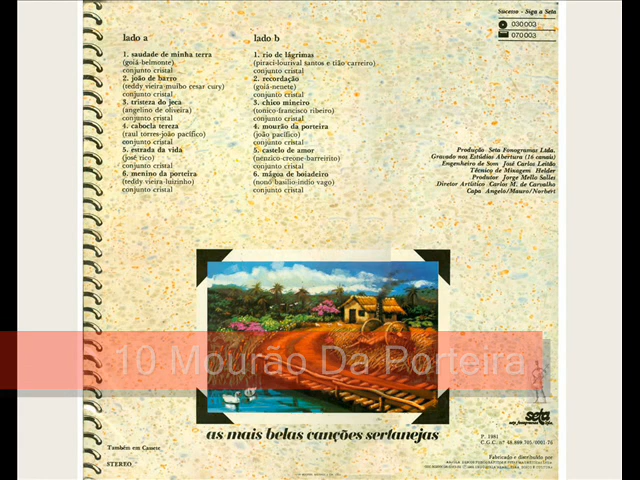 Sucesso - Siga a Seta
030003
070003
lado a
1. saudade de minha terra
(goiá-belmonte)
conjunto cristal
2. joão de barro
(teddy vieira-muibo cesar cury)
conjunto cristal
3. tristeza do jeca
(angelino de oliveira)
conjunto cristal
4. cabocla tereza
(raul torres-joão pacífico)
conjunto cristal
5. estrada da vida
(josé rico)
conjunto cristal
6. menino da porteira
(teddy vieira-luizinho)
conjunto cristal
lado b
1. rio de lágrimas
(piraci-lourival santos e tião carreiro)
conjunto cristal
2. recordação
(goiá-nenete)
conjunto cristal
3. chico mineiro
(tonico-francisco ribeiro)
conjunto cristal
4. mourão da porteira
(joão pacífico)
conjunto cristal
5. castelo de amor
(nenzico-creone-barreirito)
conjunto cristal
6. mágoa de boiadeiro
(nonô basílio-indio vago)
conjunto cristal
Produção Seta Fonogramas Ltda.
Gravado nos Estúdios Abertura (16 canais)
Engenheiro de Som José Carlos Leitão
Técnico de Mixagem Helder
Produtor Jorge Mello Salles
Diretor Artístico Carlos M. de Carvalho
Capa Angelo/Mauro/Norbert
10 Mourão Da Porteira
as mais belas canções sertanejas
seta
P. 1981
Também em Cassete
STEREO
Fabricado e distribuído por